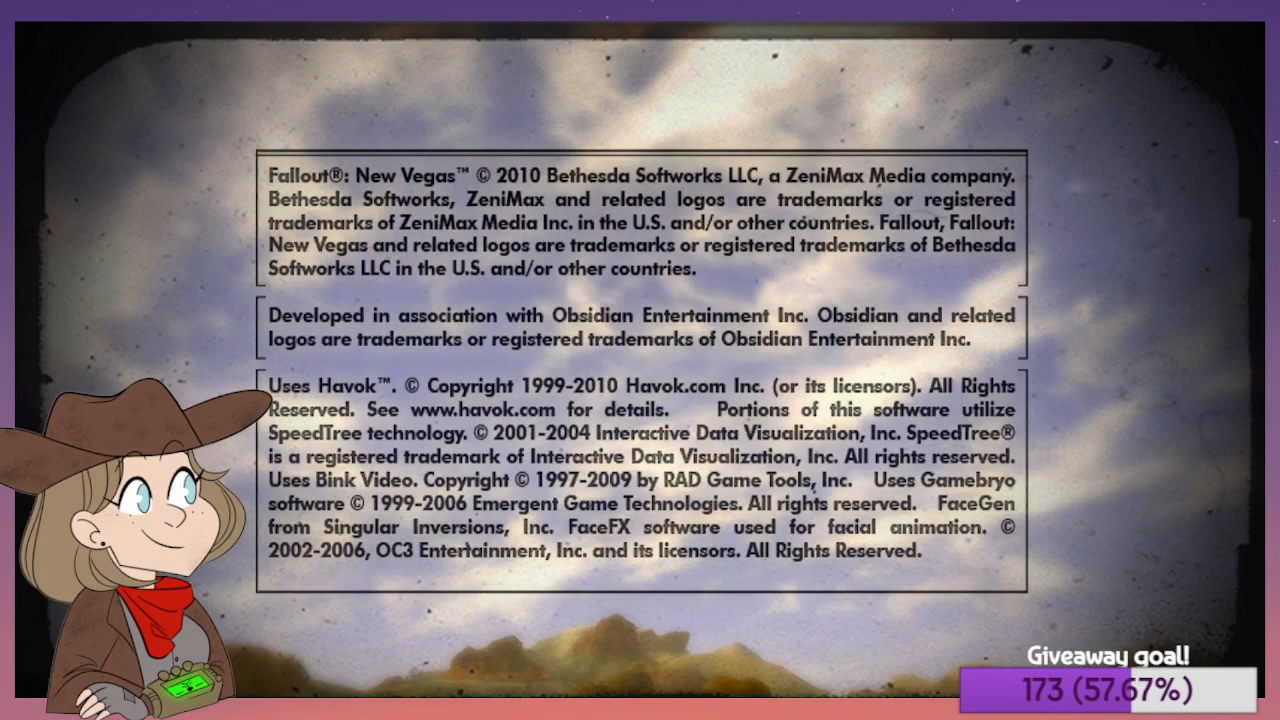 Fallout®: New Vegas™ © 2010 Bethesda Softworks LLC, a ZeniMax Media company.
Bethesda Softworks, ZeniMax and related logos are trademarks or registered
trademarks of ZeniMax Media Inc. in the U.S. and/or other countries. Fallout, Fallout:
New Vegas and related logos are trademarks or registered trademarks of Bethesda
Softworks LLC in the U.S. and/or other countries.
Developed in association with Obsidian Entertainment Inc. Obsidian and related
logos are trademarks or registered trademarks of Obsidian Entertainment Inc.
Uses Havok™. © Copyright 1999-2010 Havok.com Inc. (or its licensors). All Rights
Reserved. See www.havok.com for details. Portions of this software utilize
SpeedTree technology. © 2001-2004 Interactive Data Visualization, Inc. SpeedTree®
is a registered trademark of Interactive Data Visualization, Inc. All rights reserved.
Uses Bink Video. Copyright © 1997-2009 by RAD Game Tools, Inc. Uses Gamebryo
software © 1999-2006 Emergent Game Technologies. All rights reserved. FaceGen
from Singular Inversions, Inc. FaceFX software used for facial animation. ©
2002-2006, OC3 Entertainment, Inc. and its licensors. All Rights Reserved.
Giveaway goal!
173 (57.67%)